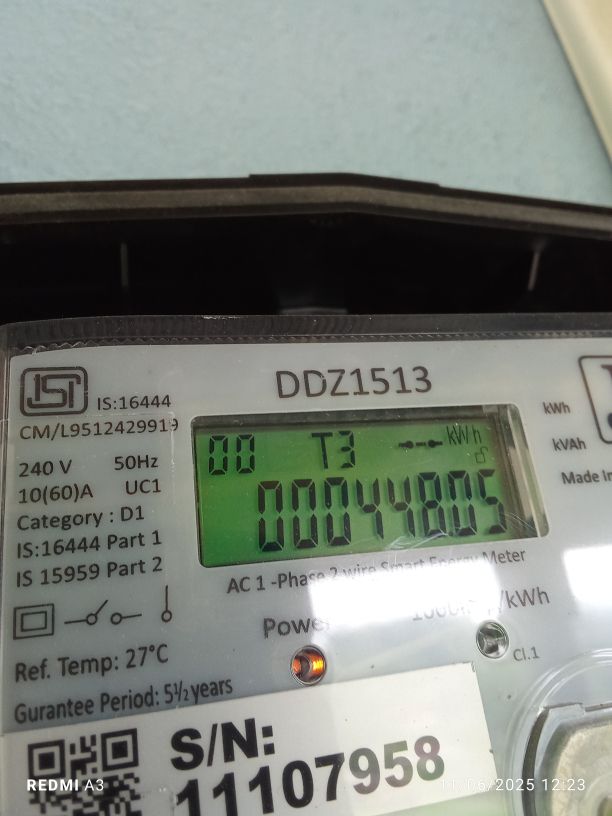 DDZ1513
IS:16444
CM/L9512429919
240 V 50Hz
10(60)A UC1
Category : D1
IS:16444 Part 1
IS 15959 Part 2
00 T3 kWh
00044805
kWh
kVAh
Made in
AC 1 -Phase 2 wire Smart Energy Meter
/kWh
Cl.1
Ref. Temp: 27°C
Gurantee Period: 5½ years
S/N:
11107958
REDMI A3
11/06/2025 12:23